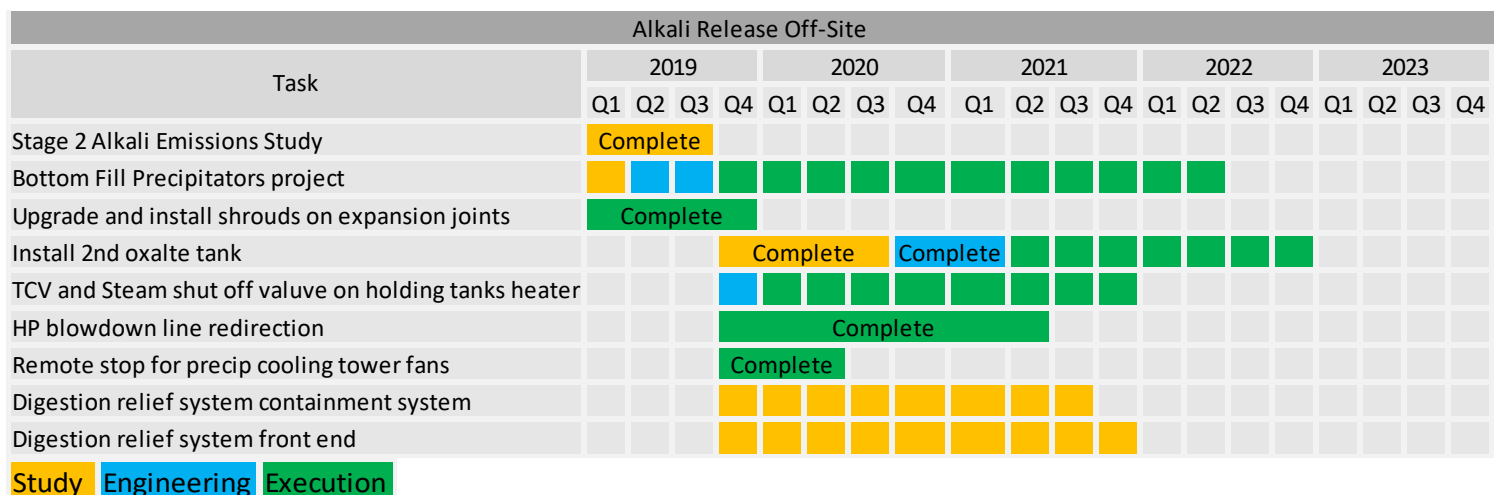 Alkali Release Off-Site
Task 2019 2020 2021 2022 2023
Q1 Q2 Q3 Q4 Q1 Q2 Q3 Q4 Q1 Q2 Q3 Q4 Q1 Q2 Q3 Q4 Q1 Q2 Q3 Q4
Stage 2 Alkali Emissions Study Complete
Bottom Fill Precipitators project
Upgrade and install shrouds on expansion joints Complete
Install 2nd oxalte tank Complete Complete
TCV and Steam shut off valuve on holding tanks heater
HP blowdown line redirection Complete
Remote stop for precip cooling tower fans Complete
Digestion relief system containment system
Digestion relief system front end
Study Engineering Execution